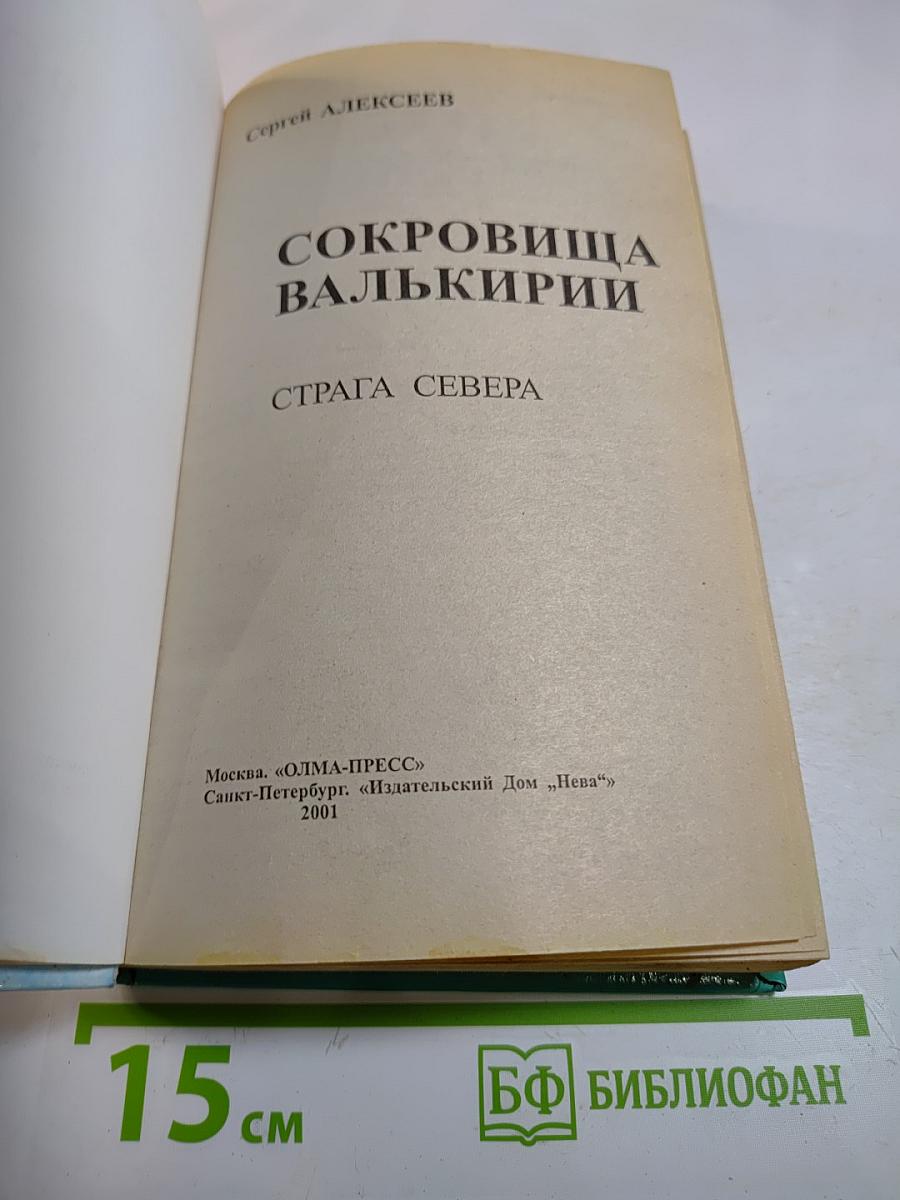 Сергей АЛЕКСЕЕВ
СОКРОВИЩА
ВАЛЬКИРИИ
СТРАГА СЕВЕРА
Москва. «ОЛМА-ПРЕСС»
Санкт-Петербург. «Издательский Дом „Нева“»
2001
15 см
БФ БИБЛИОФАН